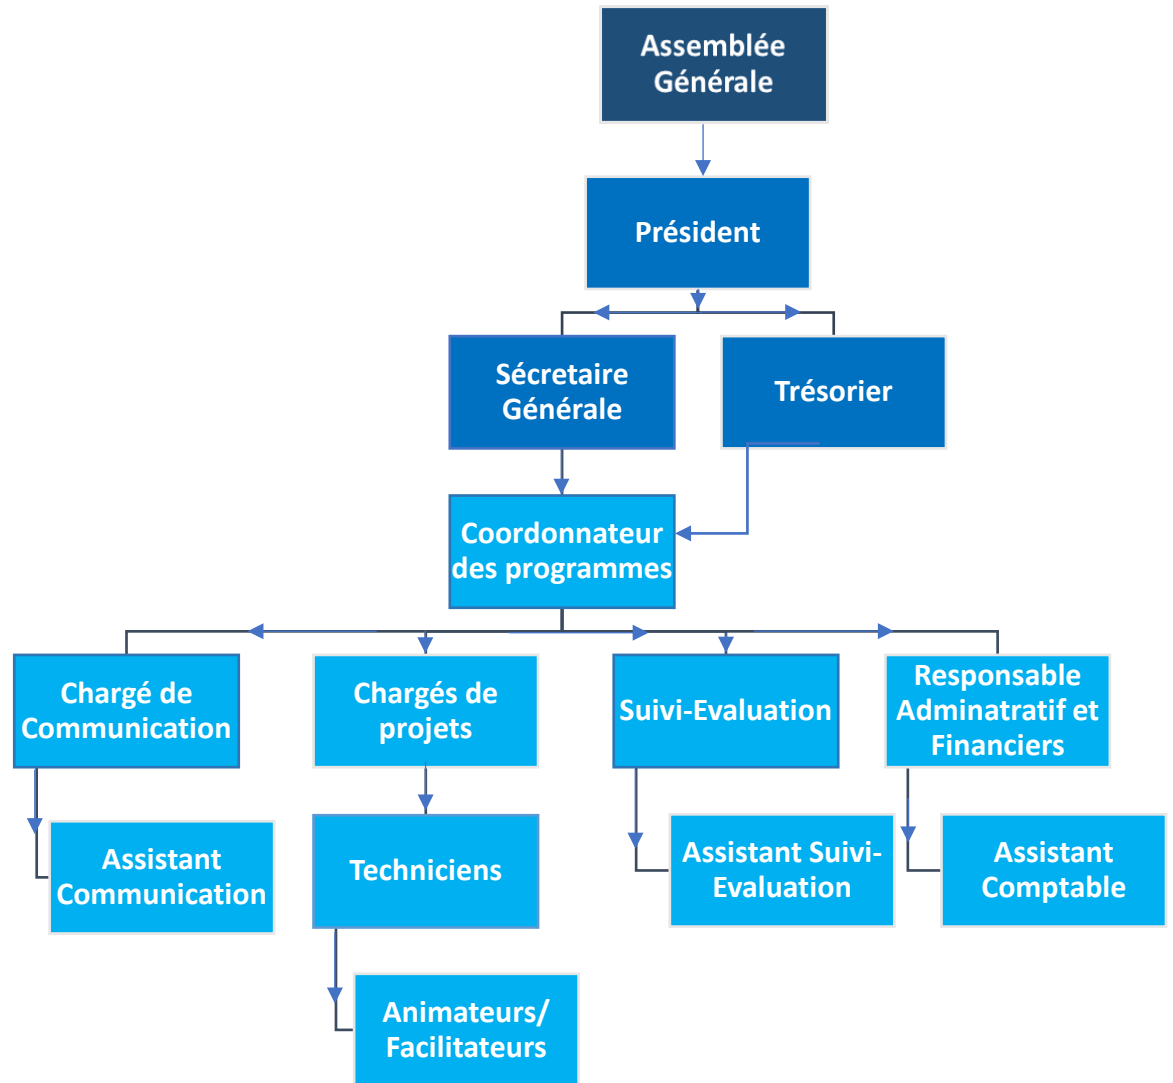 Assemblée
Générale
Président
Sécretaire
Générale
Trésorier
Coordonnateur
des programmes
Chargé de
Communication
Chargés de
projets
Suivi-Evaluation
Responsable
Adminatratif et
Financiers
Assistant
Communication
Techniciens
Assistant Suivi-
Evaluation
Assistant
Comptable
Animateurs/
Facilitateurs